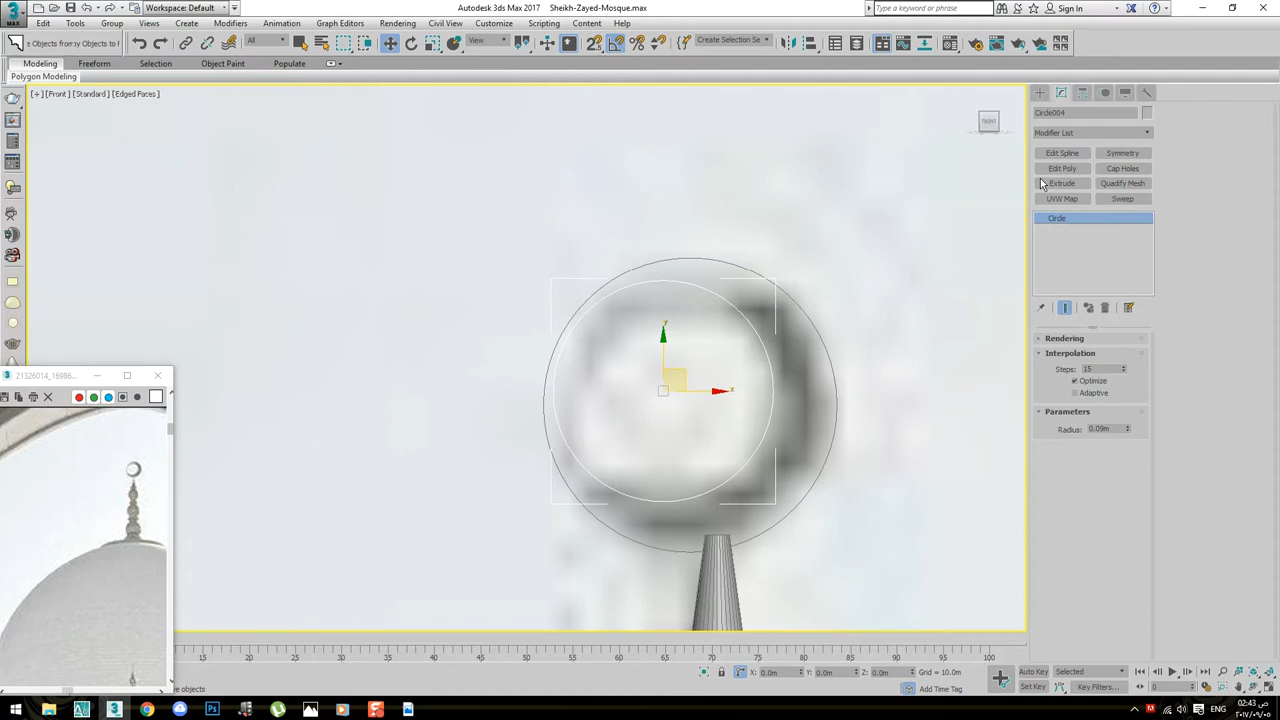 Autodesk 3ds Max 2017    Sheikh-Zayed-Mosque.max
Workspace: Default
Type a keyword or phrase
Sign In
Edit Tools Group Views Create Modifiers Animation Graph Editors Rendering Civil View Customize Scripting Content Help
All
View
Create Selection Se
Modeling Freeform Selection Object Paint Populate
Polygon Modeling
[+] [Front] [Standard] [Edged Faces]
FRONT
Circle004
Modifier List
Edit Spline Symmetry
Edit Poly Cap Holes
Extrude Quadify Mesh
UVW Map Sweep
Circle
Rendering
Interpolation
Steps: 15
Optimize
Adaptive
Parameters
Radius: 0.09m
y
x
21326014_16986...
15 20 25 30 35 40 45 50 55 60 65 70 75 80 85 90 95 100
X: 0.0m Y: 0.0m Z: 0.0m Grid = 10.0m
Auto Key Selected
Add Time Tag
Set Key Key Filters... 0
ENG
02:43 ص